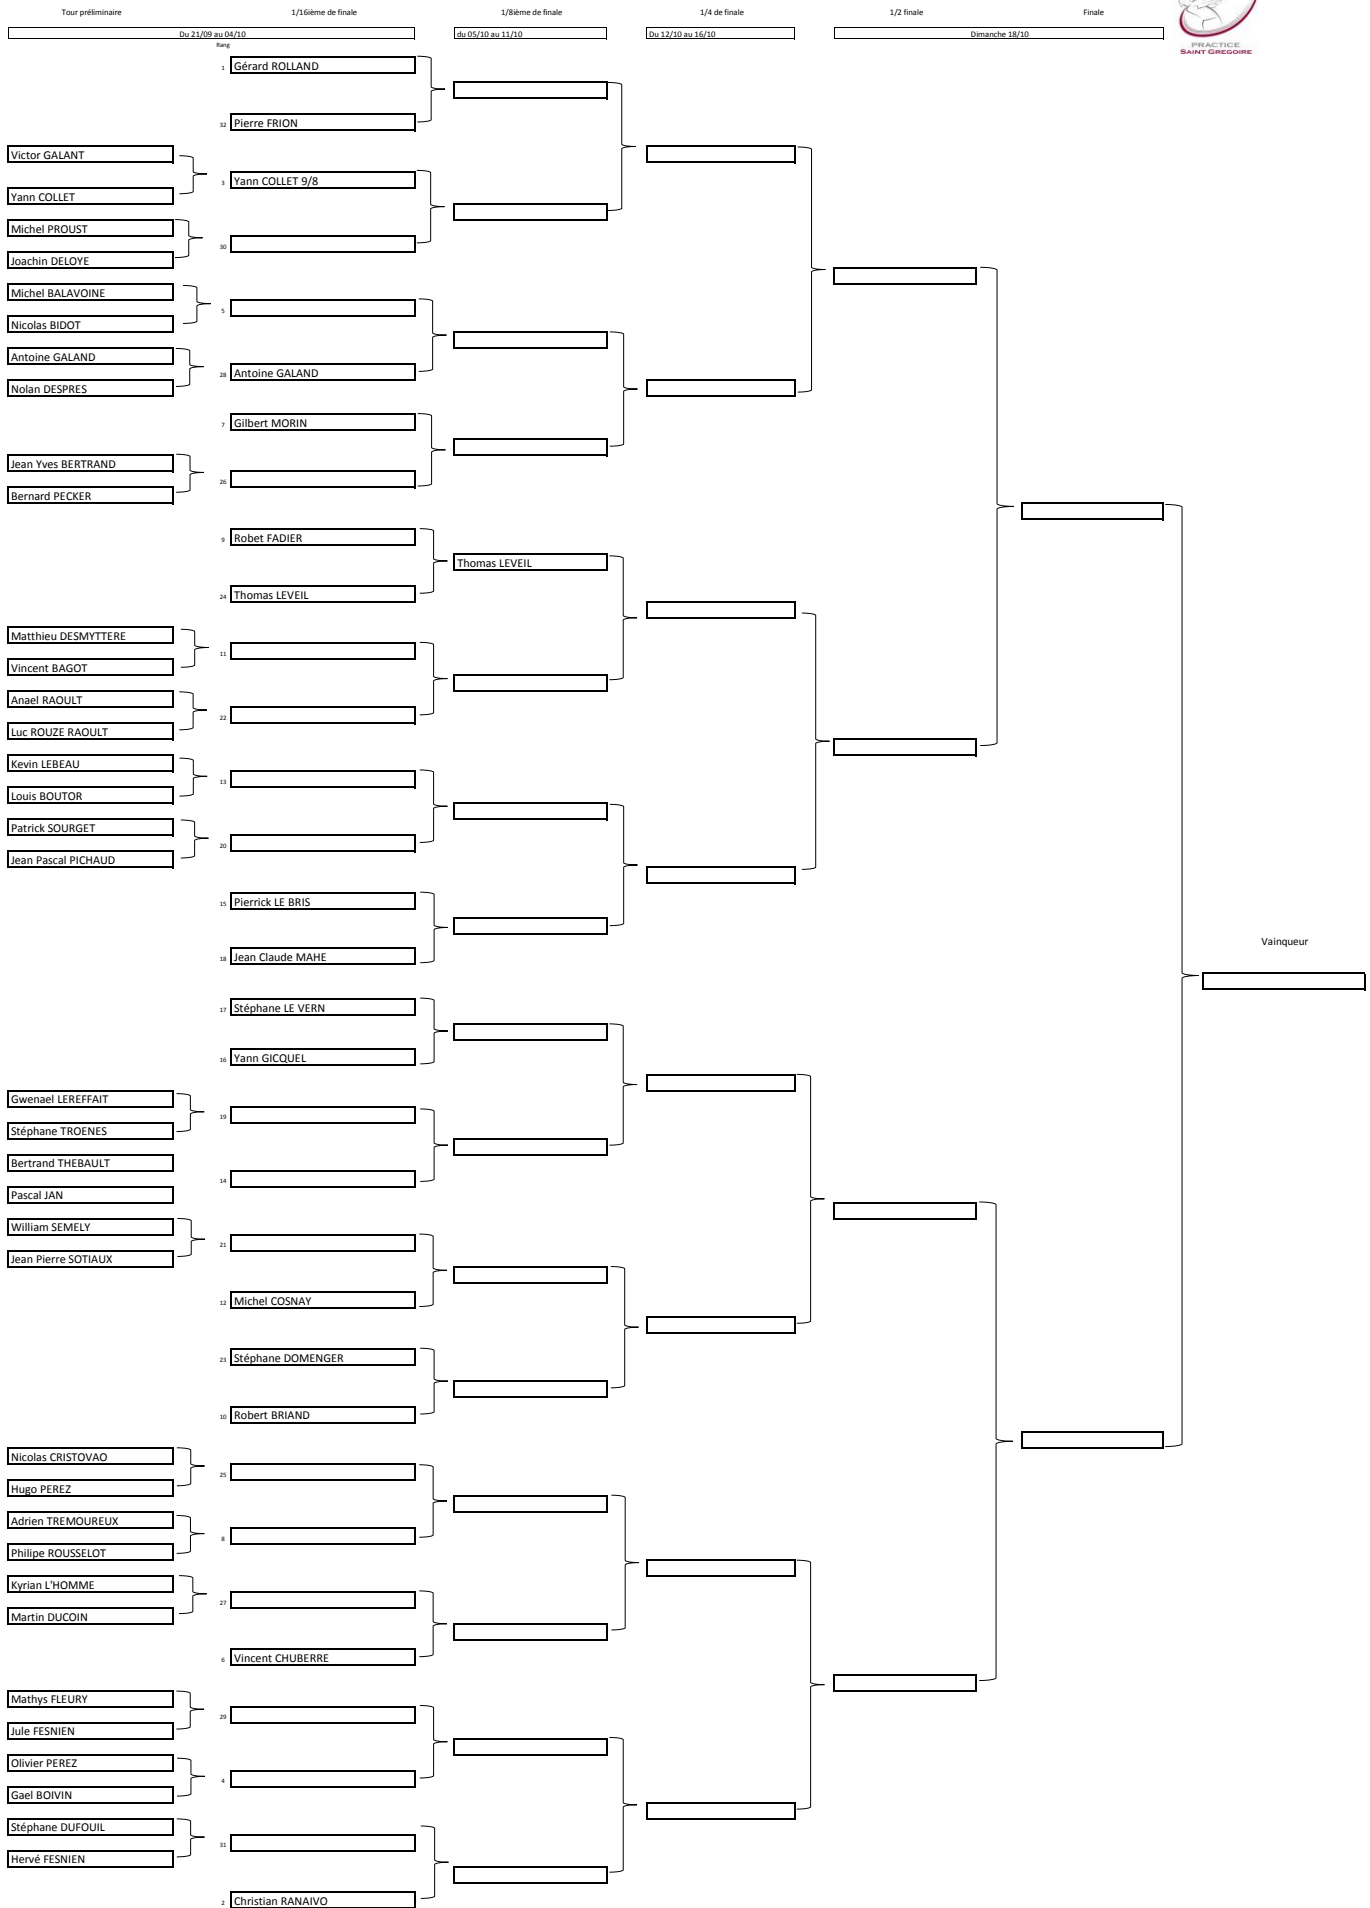 Tour préliminaire
1/16ième de finale
1/8ième de finale
1/4 de finale
1/2 finale
Finale
Du 21/09 au 04/10
du 05/10 au 11/10
Du 12/10 au 16/10
Dimanche 18/10
PRACTICE
SAINT GREGOIRE
Rang
1 Gérard ROLLAND
32 Pierre FRION
Victor GALANT
3 Yann COLLET 9/8
Yann COLLET
Michel PROUST
30
Joachin DELOYE
Michel BALAVOINE
5
Nicolas BIDOT
Antoine GALAND
28 Antoine GALAND
Nolan DESPRES
7 Gilbert MORIN
Jean Yves BERTRAND
26
Bernard PECKER
9 Robet FADIER
Thomas LEVEIL
24 Thomas LEVEIL
Matthieu DESMYTTERE
11
Vincent BAGOT
Anael RAOULT
22
Luc ROUZE RAOULT
Kevin LEBEAU
13
Louis BOUTOR
Patrick SOURGET
20
Jean Pascal PICHAUD
15 Pierrick LE BRIS
Vainqueur
18 Jean Claude MAHE
17 Stéphane LE VERN
16 Yann GICQUEL
Gwenael LEREFFAIT
19
Stéphane TROENES
Bertrand THEBAULT
14
Pascal JAN
William SEMELY
21
Jean Pierre SOTIAUX
12 Michel COSNAY
23 Stéphane DOMENGER
10 Robert BRIAND
Nicolas CRISTOVAO
25
Hugo PEREZ
Adrien TREMOUREUX
8
Philipe ROUSSELOT
Kyrian L'HOMME
27
Martin DUCOIN
6 Vincent CHUBERRE
Mathys FLEURY
29
Jule FESNIEN
Olivier PEREZ
4
Gael BOIVIN
Stéphane DUFOUIL
31
Hervé FESNIEN
2 Christian RANAIVO